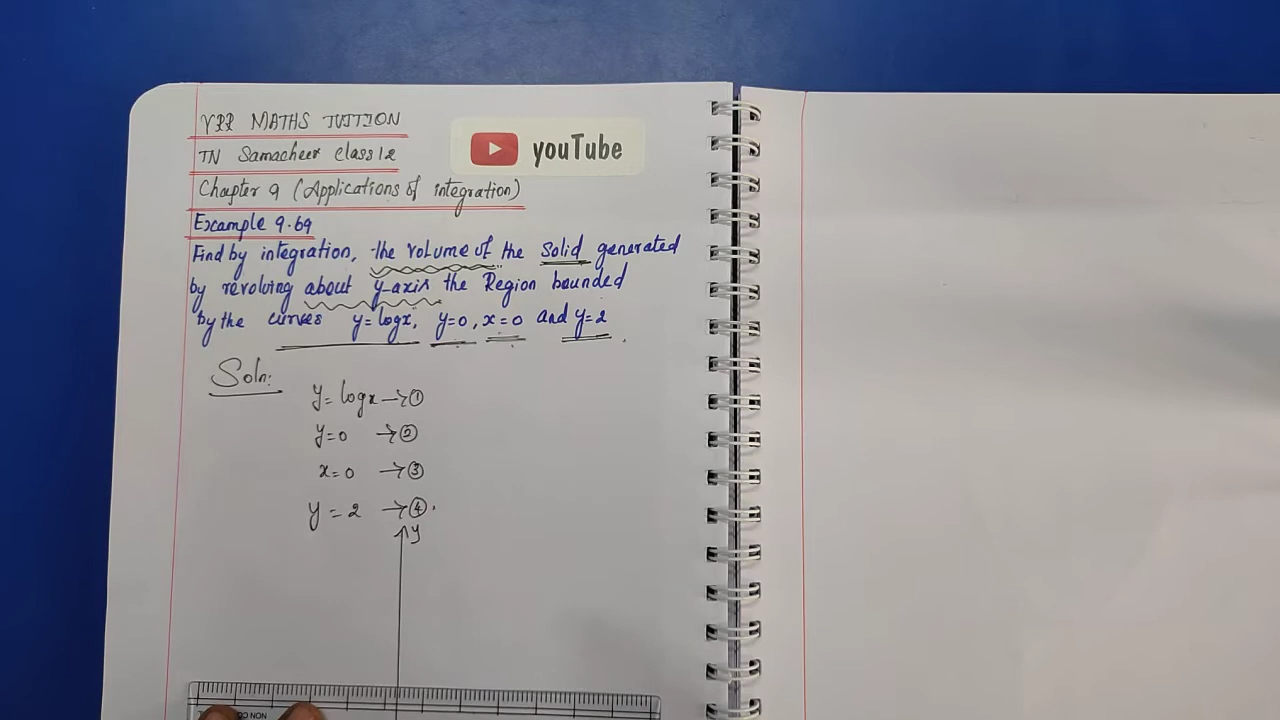 VRR MATHS TUITION
TN Samacheer class 12
Chapter 9 (Applications of integration)
Example 9.69
Find by integration, the volume of the solid generated
by revolving about y-axis the Region bounded
by the curves y=logx, y=0, x=0 and y=2.
Soln:
y = logx → ①
y=0 → ②
x=0 → ③
y = 2 → ④.
y
youTube